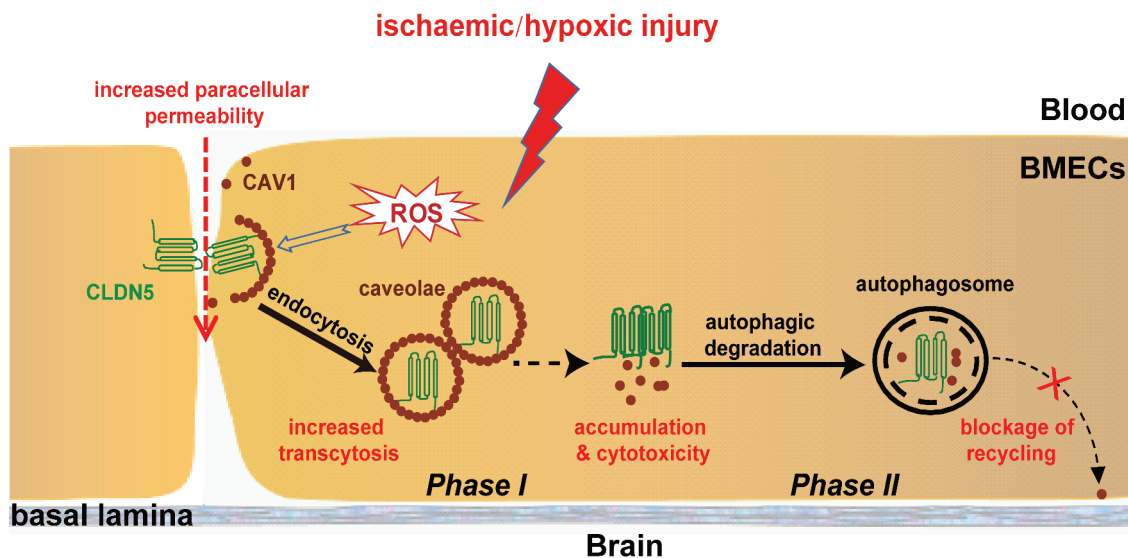 ischaemic/hypoxic injury
increased paracellular
permeability
Blood
BMECs
CAV1
ROS
CLDN5
endocytosis
caveolae
autophagosome
autophagic
degradation
increased
transcytosis
accumulation
& cytotoxicity
blockage of
recycling
Phase I
Phase II
basal lamina
Brain